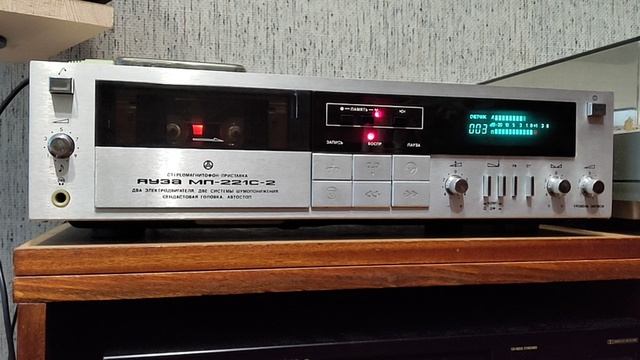 СТЕРЕОМАГНИТОФОН-ПРИСТАВКА
ЯУЗА МП-221С-2
ДВА ЭЛЕКТРОДВИГАТЕЛЯ, ДВЕ СИСТЕМЫ ШУМОПОНИЖЕНИЯ
СЕНДАСТОВАЯ ГОЛОВКА, АВТОСТОП
ПАМЯТЬ
ЗАПИСЬ
ВОСПР
ПАУЗА
СЧЕТЧИК
003
УРОВЕНЬ ЗАПИСИ